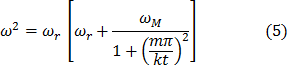 ω² = ω_r [ω_r + ω_M / (1 + (mπ / kt)²)]    (5)